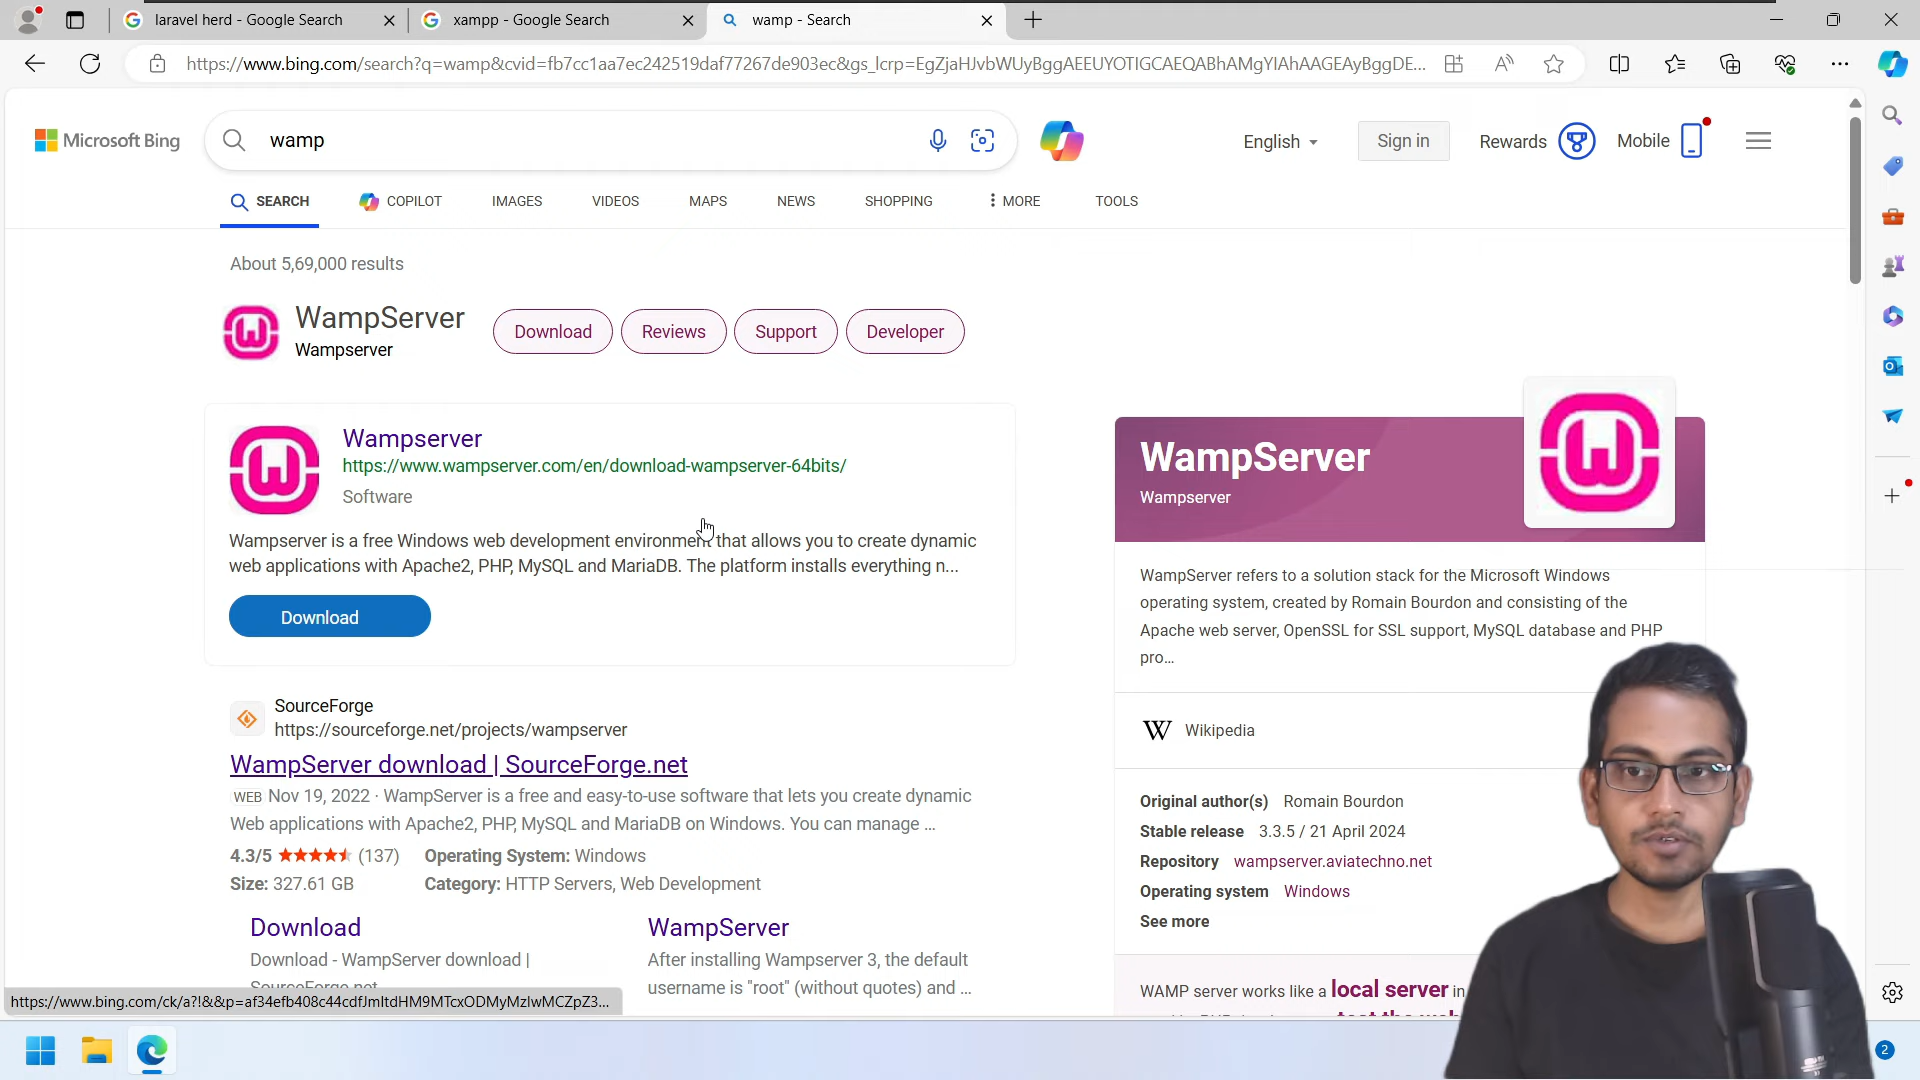 laravel herd - Google Search
xampp - Google Search
wamp - Search
https://www.bing.com/search?q=wamp&cvid=fb7cc1aa7ec242519daf77267de903ec&gs_lcrp=EgZjaHJvbWUyBggAEEUYOTIGCAEQABhAMgYIAhAAGEAyBggDE...
Microsoft Bing
wamp
English
Sign in
Rewards
Mobile
SEARCH
COPILOT
IMAGES
VIDEOS
MAPS
NEWS
SHOPPING
MORE
TOOLS
About 5,69,000 results
WampServer
Wampserver
Download
Reviews
Support
Developer
Wampserver
https://www.wampserver.com/en/download-wampserver-64bits/
Software
Wampserver is a free Windows web development environment that allows you to create dynamic
web applications with Apache2, PHP, MySQL and MariaDB. The platform installs everything n...
Download
SourceForge
https://sourceforge.net/projects/wampserver
WampServer download | SourceForge.net
WEB Nov 19, 2022 · WampServer is a free and easy-to-use software that lets you create dynamic
Web applications with Apache2, PHP, MySQL and MariaDB on Windows. You can manage ...
4.3/5 (137) Operating System: Windows
Size: 327.61 GB Category: HTTP Servers, Web Development
Download
Download - WampServer download |
SourceForge.net
WampServer
After installing Wampserver 3, the default
username is "root" (without quotes) and ...
WampServer
Wampserver
WampServer refers to a solution stack for the Microsoft Windows
operating system, created by Romain Bourdon and consisting of the
Apache web server, OpenSSL for SSL support, MySQL database and PHP
pro...
Wikipedia
Original author(s) Romain Bourdon
Stable release 3.3.5 / 21 April 2024
Repository wampserver.aviatechno.net
Operating system Windows
See more
WAMP server works like a local server in
https://www.bing.com/ck/a?!&&p=af34efb408c44cdfJmltdHM9MTcxODMyMzIwMCZpZ3...
2